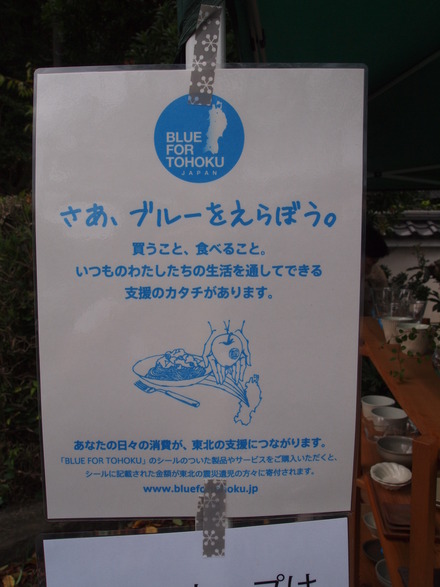 BLUE
FOR
TOHOKU
JAPAN
さあ、ブルーをえらぼう。
買うこと、食べること。
いつものわたしたちの生活を通してできる
支援のカタチがあります。
あなたの日々の消費が、東北の支援につながります。
「BLUE FOR TOHOKU」のシールのついた製品やサービスをご購入いただくと、
シールに記載された金額が東北の震災遺児の方々に寄付されます。
www.bluefortohoku.jp